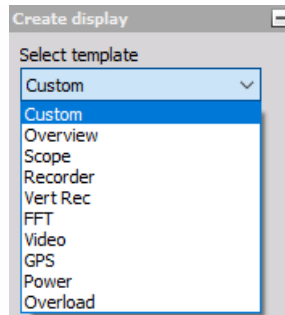 Create display
Select template
Custom
Custom
Overview
Scope
Recorder
Vert Rec
FFT
Video
GPS
Power
Overload